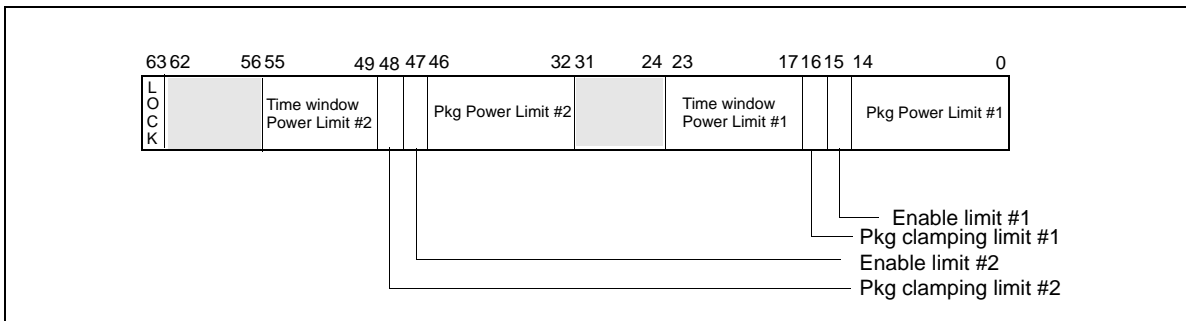 63 62 56 55 49 48 47 46 32 31 24 23 17 16 15 14 0
L
O
C
K
Time window
Power Limit #2
Pkg Power Limit #2
Time window
Power Limit #1
Pkg Power Limit #1
Enable limit #1
Pkg clamping limit #1
Enable limit #2
Pkg clamping limit #2